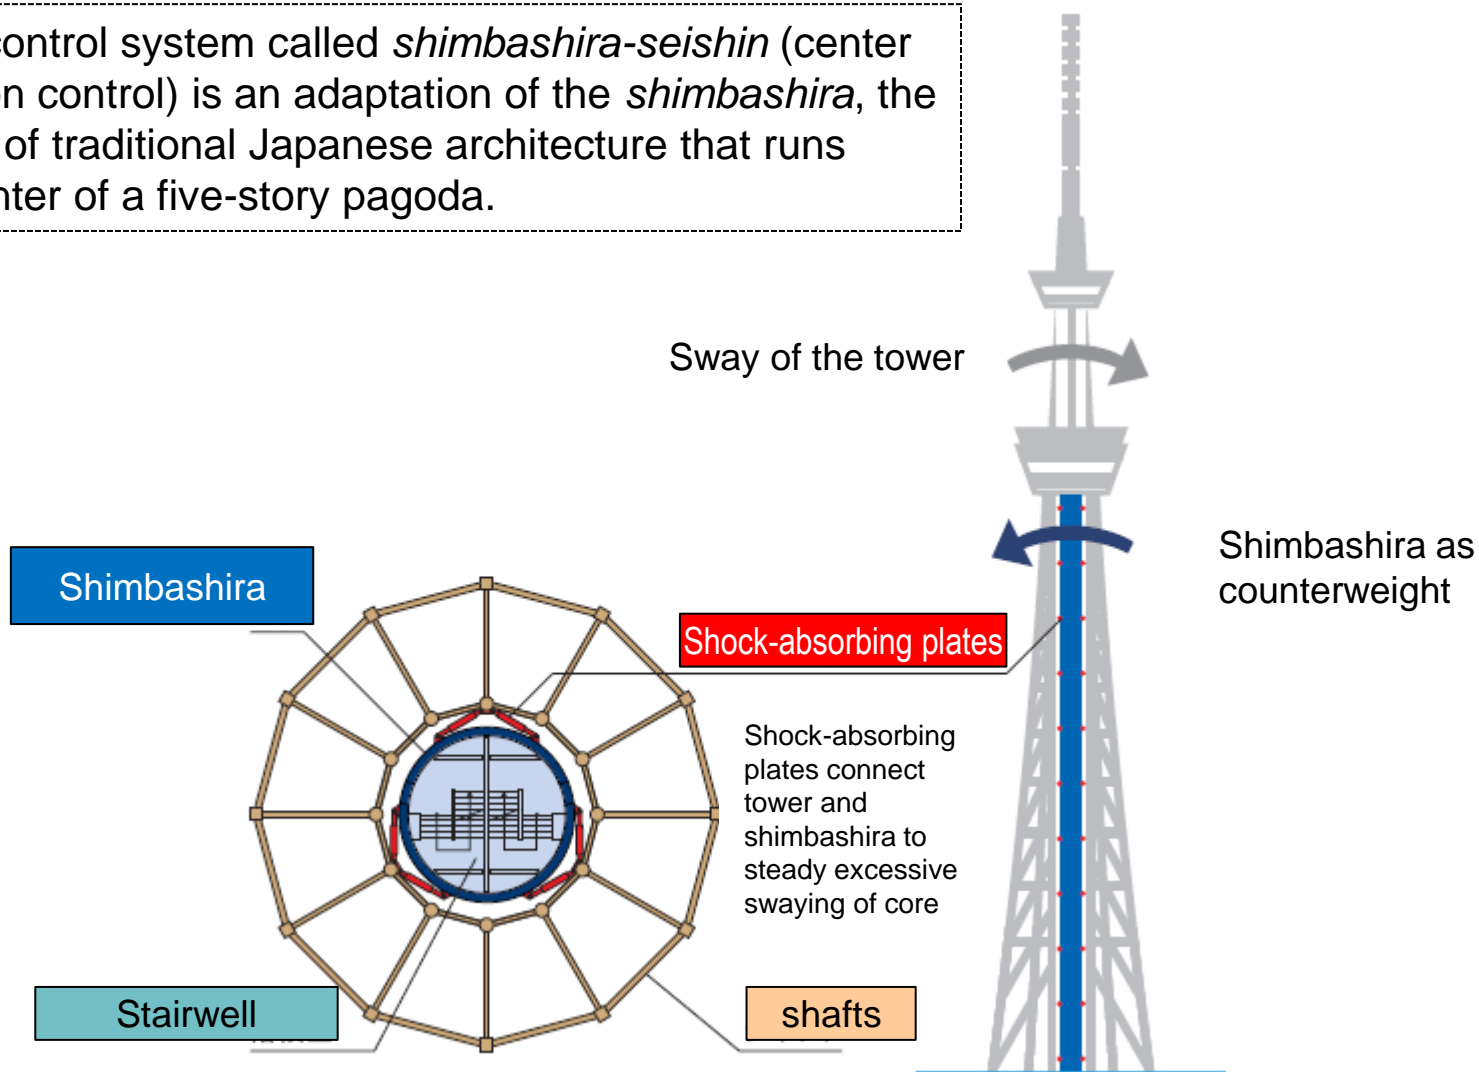 control system called shimbashira-seishin (center
on control) is an adaptation of the shimbashira, the
of traditional Japanese architecture that runs
nter of a five-story pagoda.
Sway of the tower
Shimbashira as
counterweight
Shimbashira
Shock-absorbing plates
Shock-absorbing
plates connect
tower and
shimbashira to
steady excessive
swaying of core
Stairwell
shafts